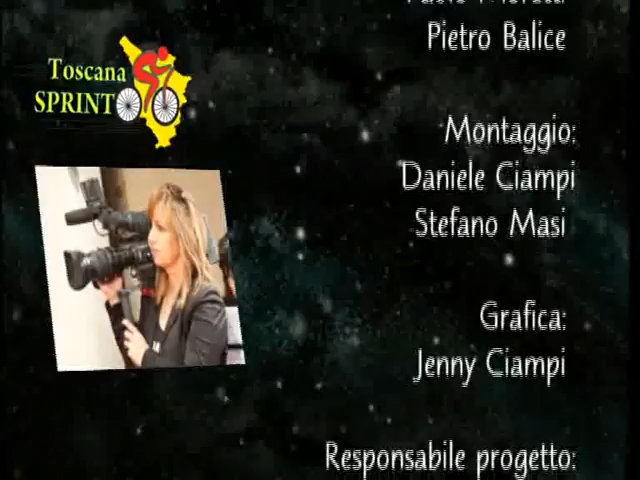 Pietro Balice
Toscana
SPRINT
Montaggio:
Daniele Ciampi
Stefano Masi
Grafica:
Jenny Ciampi
Responsabile progetto: